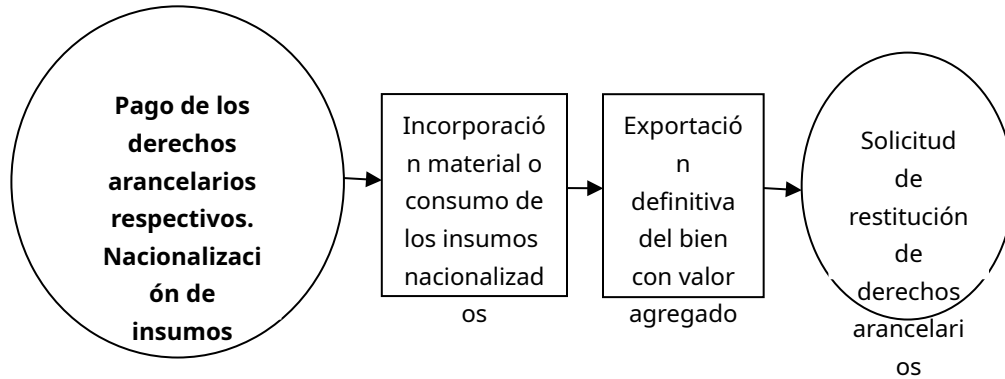 Pago de los
derechos
arancelarios
respectivos.
Nacionalizaci
ón de
insumos
Incorporació
n material o
consumo de
los insumos
nacionalizad
os
Exportació
n
definitiva
del bien
con valor
agregado
Solicitud
de
restitución
de
derechos
arancelari
os